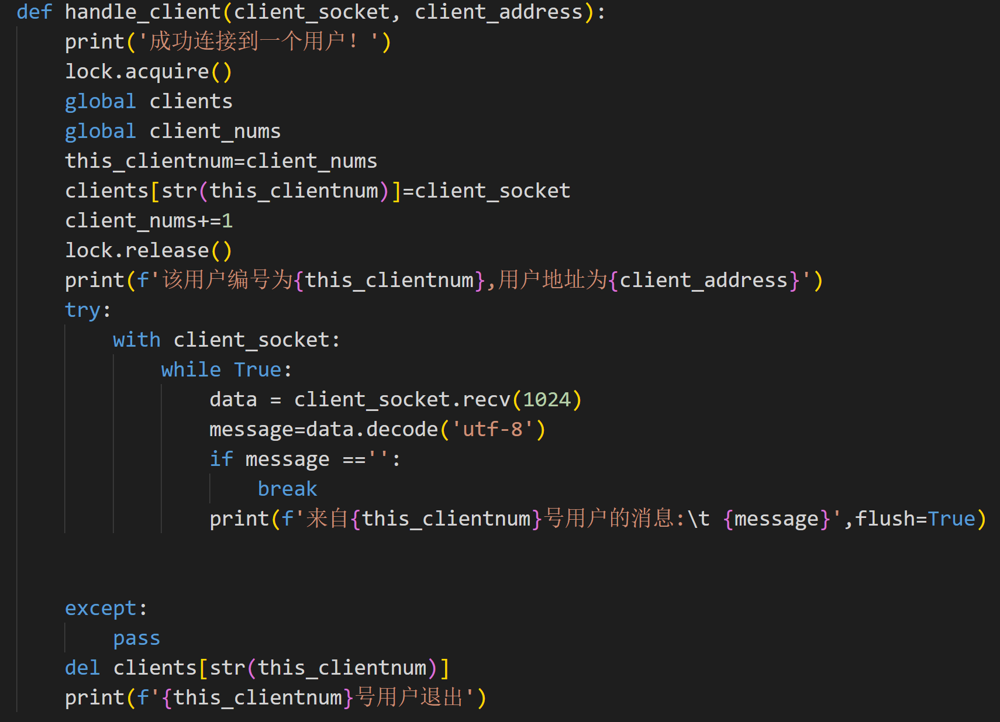 def handle_client(client_socket, client_address):
    print('成功连接到一个用户！')
    lock.acquire()
    global clients
    global client_nums
    this_clientnum=client_nums
    clients[str(this_clientnum)]=client_socket
    client_nums+=1
    lock.release()
    print(f'该用户编号为{this_clientnum},用户地址为{client_address}')
    try:
        with client_socket:
            while True:
                data = client_socket.recv(1024)
                message=data.decode('utf-8')
                if message =='':
                    break
                print(f'来自{this_clientnum}号用户的消息:\t {message}',flush=True)
    except:
        pass
    del clients[str(this_clientnum)]
    print(f'{this_clientnum}号用户退出')